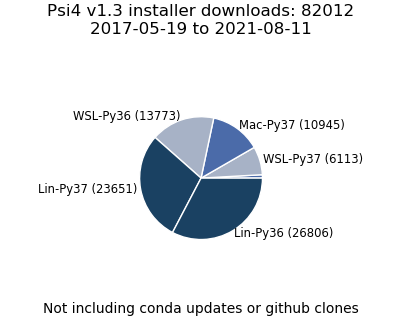 Psi4 v1.3 installer downloads: 82012
2017-05-19 to 2021-08-11
WSL-Py36 (13773)
Mac-Py37 (10945)
WSL-Py37 (6113)
Lin-Py37 (23651)
Lin-Py36 (26806)
Not including conda updates or github clones